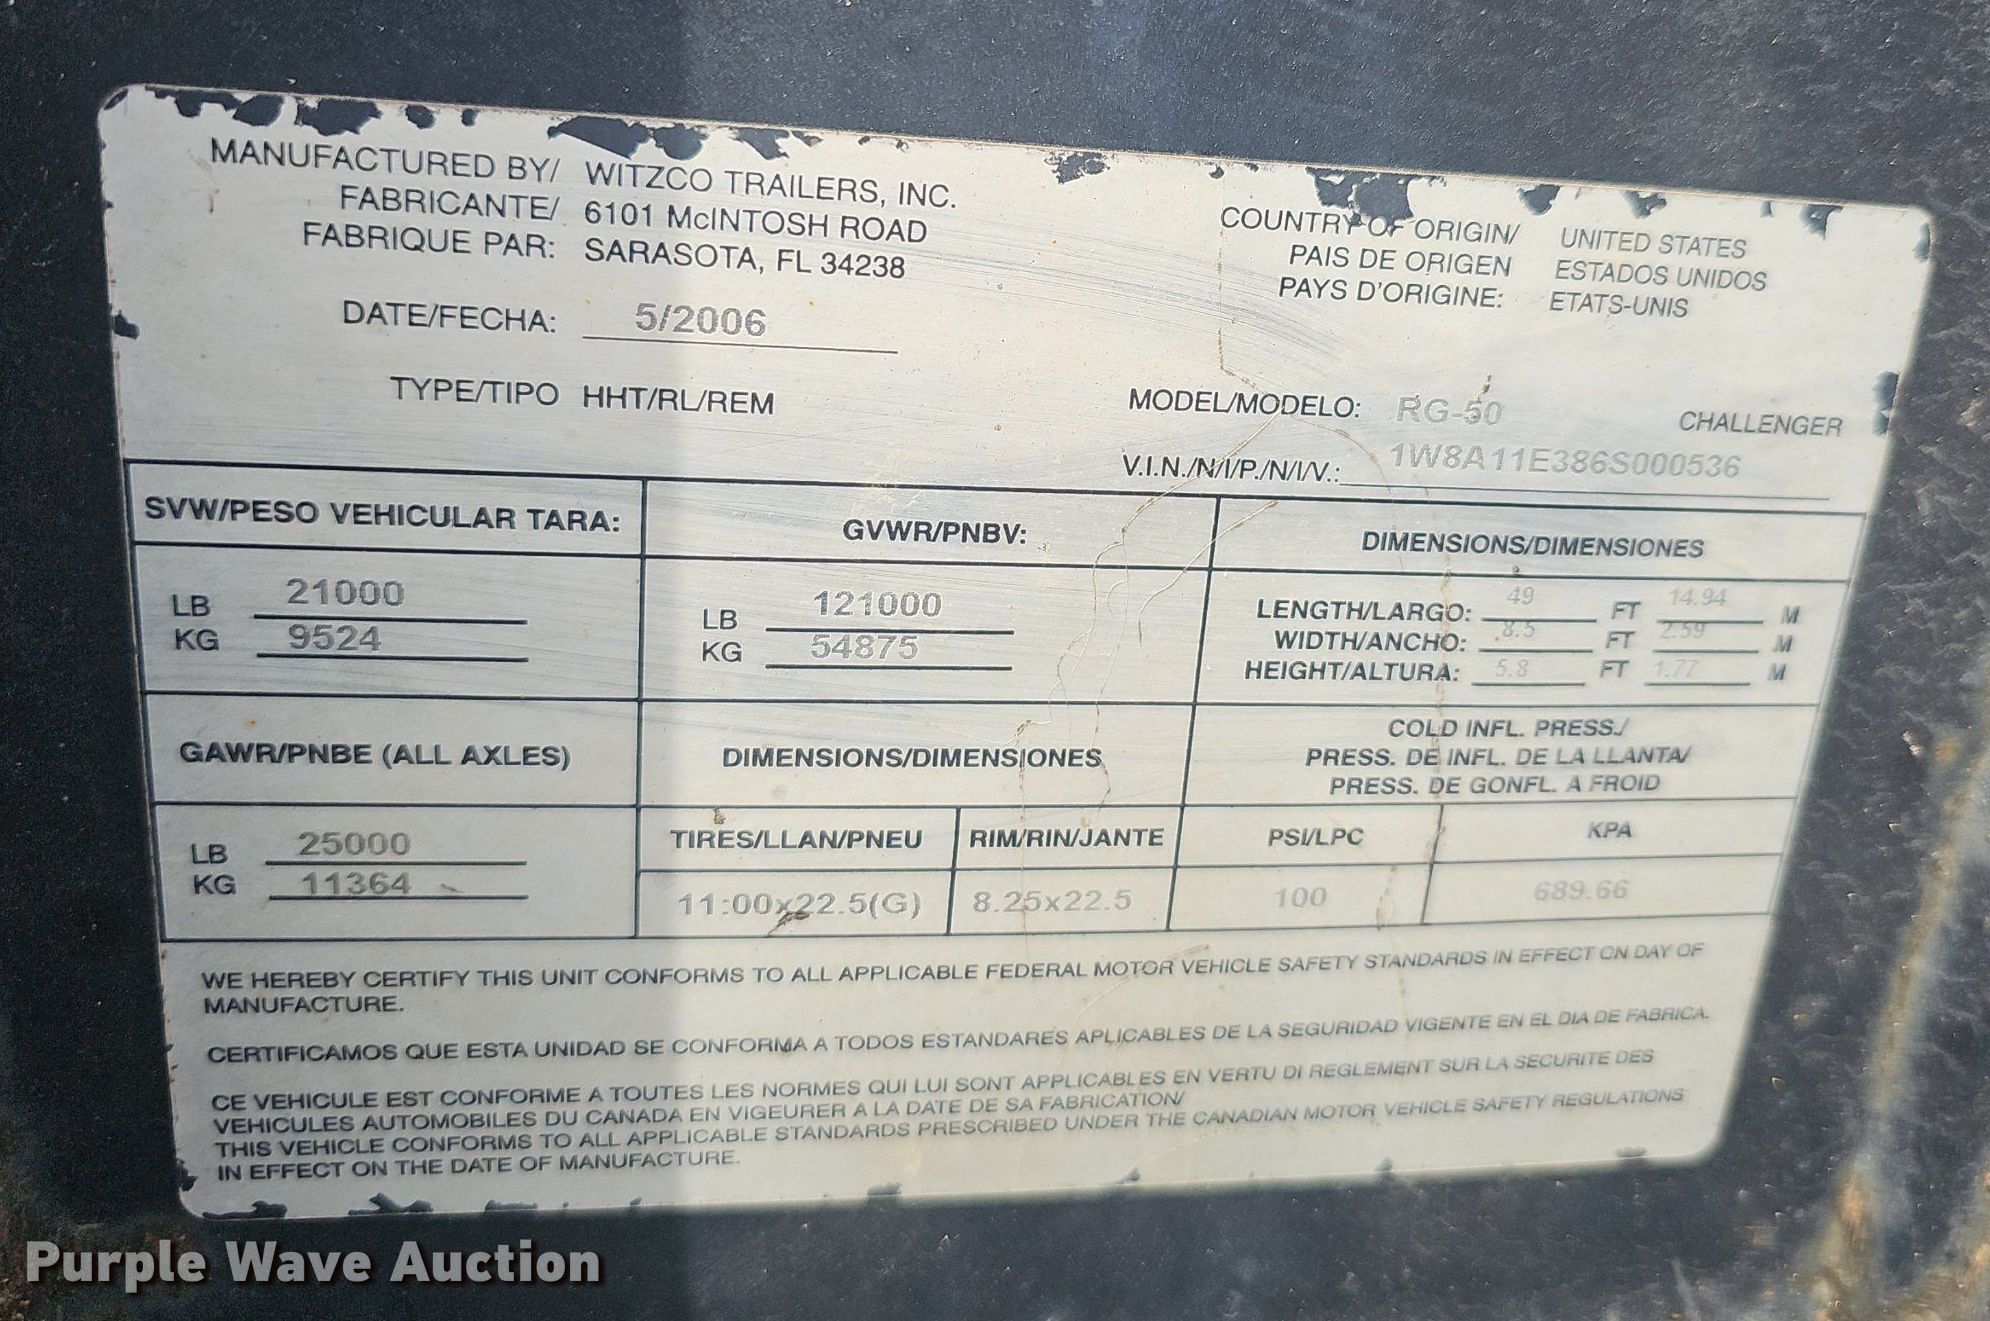 MANUFACTURED BY/ WITZCO TRAILERS, INC.
FABRICANTE/ 6101 McINTOSH ROAD
FABRIQUE PAR: SARASOTA, FL 34238
COUNTRY OF ORIGIN/ UNITED STATES
PAIS DE ORIGEN ESTADOS UNIDOS
PAYS D'ORIGINE: ETATS-UNIS
DATE/FECHA: 5/2006
TYPE/TIPO HHT/RL/REM
MODEL/MODELO: RG-50 CHALLENGER
V.I.N./N/I/P./N/I/V.: 1W8A11E386S000536
SVW/PESO VEHICULAR TARA:
LB 21000
KG 9524
GVWR/PNBV:
LB 121000
KG 54875
DIMENSIONS/DIMENSIONES
LENGTH/LARGO: 49 FT 14.94 M
WIDTH/ANCHO: 8.5 FT 2.59 M
HEIGHT/ALTURA: 5.8 FT 1.77 M
GAWR/PNBE (ALL AXLES)
LB 25000
KG 11364
DIMENSIONS/DIMENSIONES
TIRES/LLAN/PNEU RIM/RIN/JANTE
11:00x22.5(G) 8.25x22.5
COLD INFL. PRESS./
PRESS. DE INFL. DE LA LLANTA/
PRESS. DE GONFL. A FROID
PSI/LPC KPA
100 689.66
WE HEREBY CERTIFY THIS UNIT CONFORMS TO ALL APPLICABLE FEDERAL MOTOR VEHICLE SAFETY STANDARDS IN EFFECT ON DAY OF
MANUFACTURE.
CERTIFICAMOS QUE ESTA UNIDAD SE CONFORMA A TODOS ESTANDARES APLICABLES DE LA SEGURIDAD VIGENTE EN EL DIA DE FABRICA.
CE VEHICULE EST CONFORME A TOUTES LES NORMES QUI LUI SONT APPLICABLES EN VERTU DI REGLEMENT SUR LA SECURITE DES
VEHICULES AUTOMOBILES DU CANADA EN VIGEURER A LA DATE DE SA FABRICATION/
THIS VEHICLE CONFORMS TO ALL APPLICABLE STANDARDS PRESCRIBED UNDER THE CANADIAN MOTOR VEHICLE SAFETY REGULATIONS
IN EFFECT ON THE DATE OF MANUFACTURE.
Purple Wave Auction